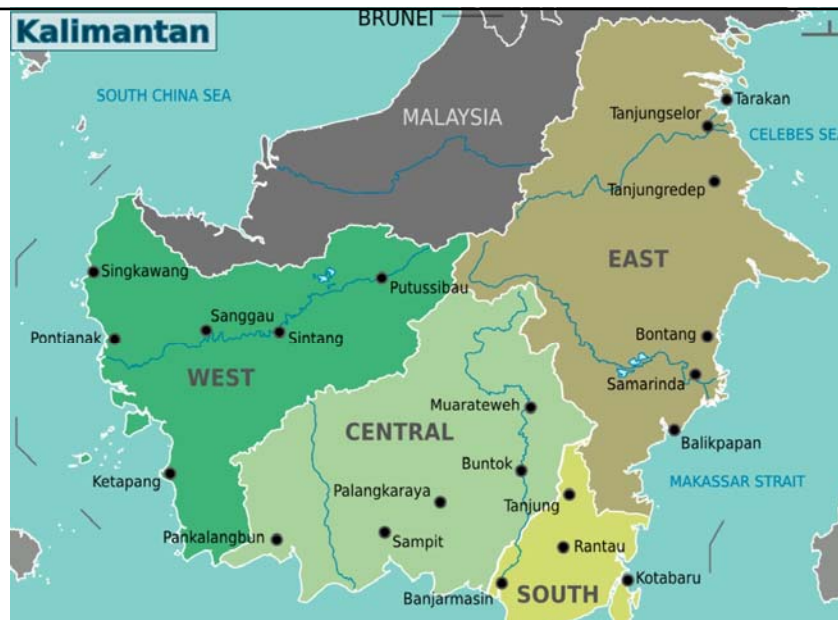 BRUNEI
Kalimantan
SOUTH CHINA SEA
MALAYSIA
Tarakan
Tanjungselor
CELEBES SEA
Tanjungredep
EAST
Singkawang
Putussibau
Sanggau
Pontianak
Sintang
Bontang
WEST
Samarinda
Muarateweh
CENTRAL
Balikpapan
Buntok
Ketapang
MAKASSAR STRAIT
Palangkaraya
Tanjung
Pankalangbun
Sampit
Rantau
Kotabaru
Banjarmasin
SOUTH